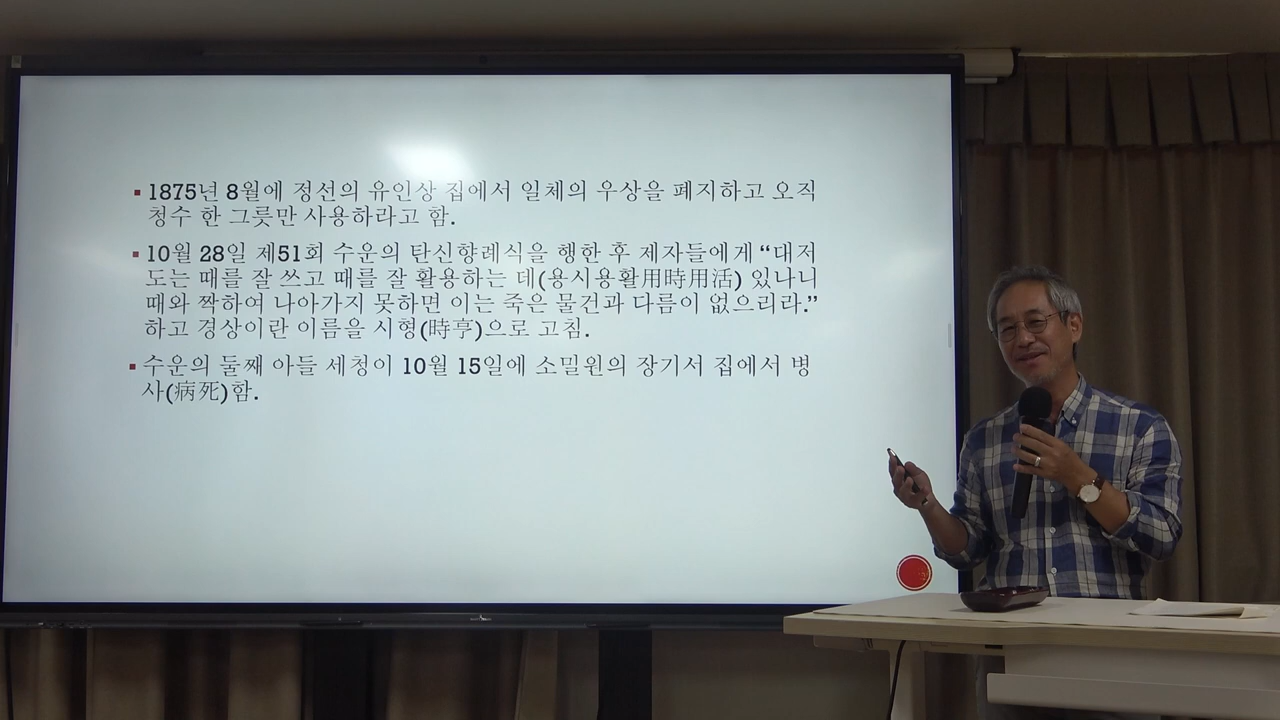 ▪ 1875년 8월에 정선의 유인상 집에서 일체의 우상을 폐지하고 오직
청수 한 그릇만 사용하라고 함.
▪ 10월 28일 제51회 수운의 탄신향례식을 행한 후 제자들에게 “대저
도는 때를 잘 쓰고 때를 잘 활용하는 데(용시용활用時用活) 있나니
때와 짝하여 나아가지 못하면 이는 죽은 물건과 다름이 없으리라.”
하고 경상이란 이름을 시형(時亨)으로 고침.
▪ 수운의 둘째 아들 세청이 10월 15일에 소밀원의 장기서 집에서 병
사(病死)함.